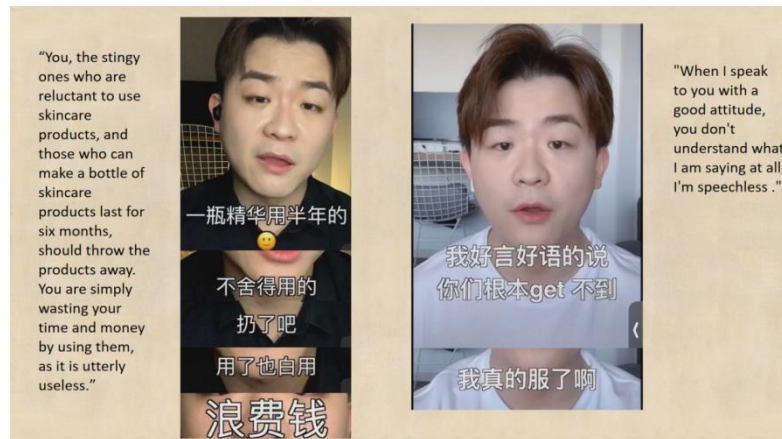 “You, the stingy
ones who are
reluctant to use
skincare
products, and
those who can
make a bottle of
skincare
products last for
six months,
should throw the
products away.
You are simply
wasting your
time and money
by using them,
as it is utterly
useless.”
一瓶精华用半年的
不舍得用的
扔了吧
用了也白用
浪费钱
我好言好语的说
你们根本get 不到
我真的服了啊
"When I speak
to you with a
good attitude,
you don't
understand what
I am saying at all,
I'm speechless ."